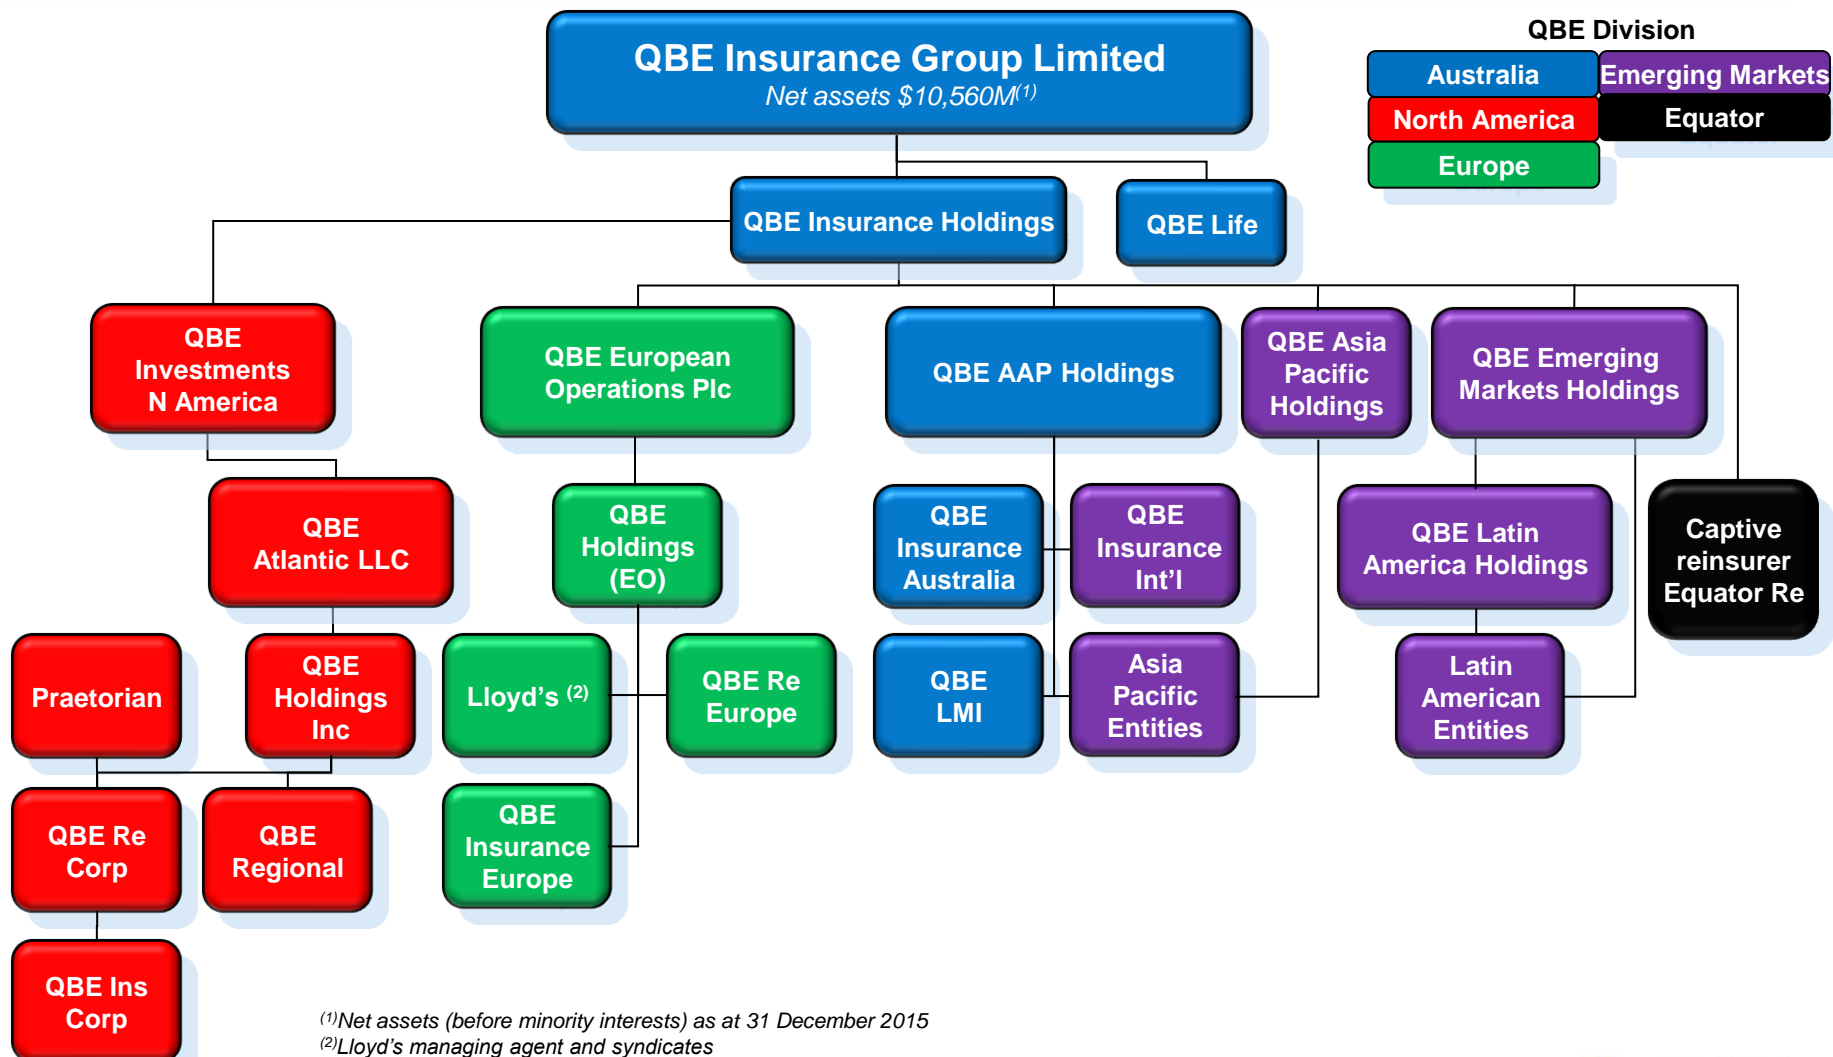 QBE Insurance Group Limited
Net assets $10,560M(1)
QBE Division
Australia
Emerging Markets
North America
Equator
Europe
QBE Insurance Holdings
QBE Life
QBE
Investments
N America
QBE European
Operations Plc
QBE AAP Holdings
QBE Asia
Pacific
Holdings
QBE Emerging
Markets Holdings
QBE
Atlantic LLC
QBE
Holdings
(EO)
QBE
Insurance
Australia
QBE
Insurance
Int'l
QBE Latin
America Holdings
Captive
reinsurer
Equator Re
Praetorian
QBE
Holdings
Inc
Lloyd's (2)
QBE Re
Europe
QBE
LMI
Asia
Pacific
Entities
Latin
American
Entities
QBE Re
Corp
QBE
Regional
QBE
Insurance
Europe
QBE Ins
Corp
(1)Net assets (before minority interests) as at 31 December 2015
(2)Lloyd's managing agent and syndicates